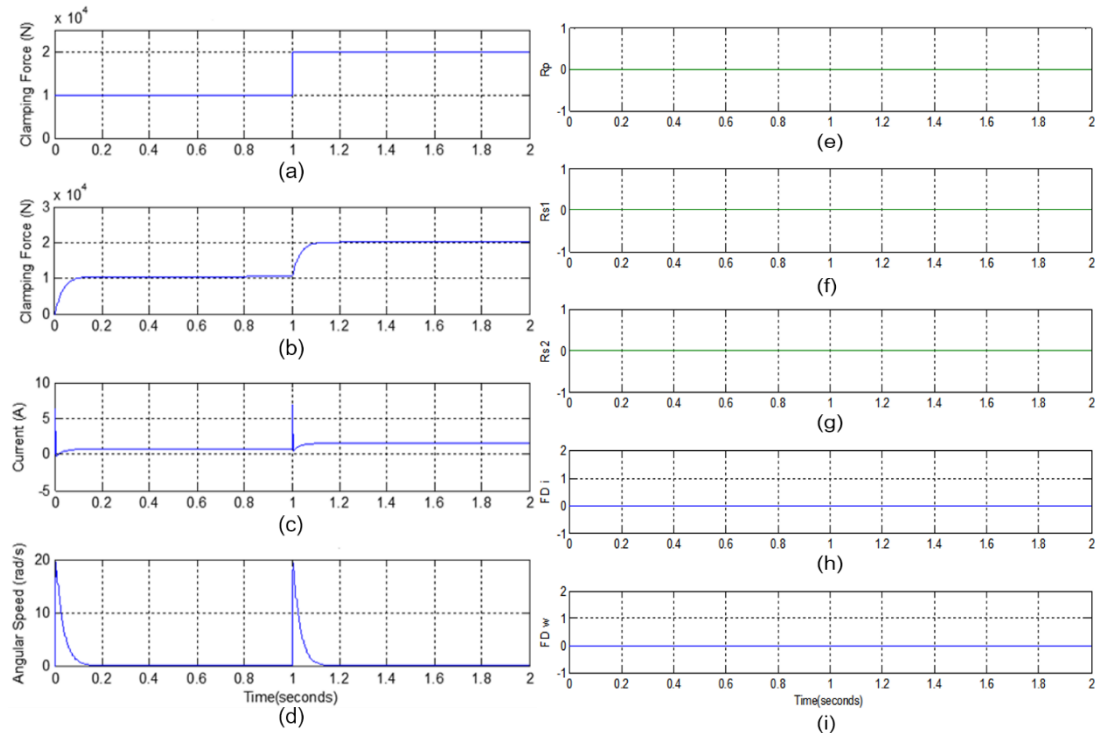 x 10⁴
Clamping Force (N)
2
1
0
0 0.2 0.4 0.6 0.8 1 1.2 1.4 1.6 1.8 2
(a)
x 10⁴
Clamping Force (N)
3
2
1
0
0 0.2 0.4 0.6 0.8 1 1.2 1.4 1.6 1.8 2
(b)
Current (A)
10
5
0
-5
0 0.2 0.4 0.6 0.8 1 1.2 1.4 1.6 1.8 2
(c)
Angular Speed (rad/s)
20
10
0
0 0.2 0.4 0.6 0.8 1 1.2 1.4 1.6 1.8 2
Time(seconds)
(d)
Rp
1
0
-1
0 0.2 0.4 0.6 0.8 1 1.2 1.4 1.6 1.8 2
(e)
Rs1
1
0
-1
0 0.2 0.4 0.6 0.8 1 1.2 1.4 1.6 1.8 2
(f)
Rs2
1
0
-1
0 0.2 0.4 0.6 0.8 1 1.2 1.4 1.6 1.8 2
(g)
FD i
2
1
0
-1
0 0.2 0.4 0.6 0.8 1 1.2 1.4 1.6 1.8 2
(h)
FD w
2
1
0
-1
0 0.2 0.4 0.6 0.8 1 1.2 1.4 1.6 1.8 2
Time(seconds)
(i)